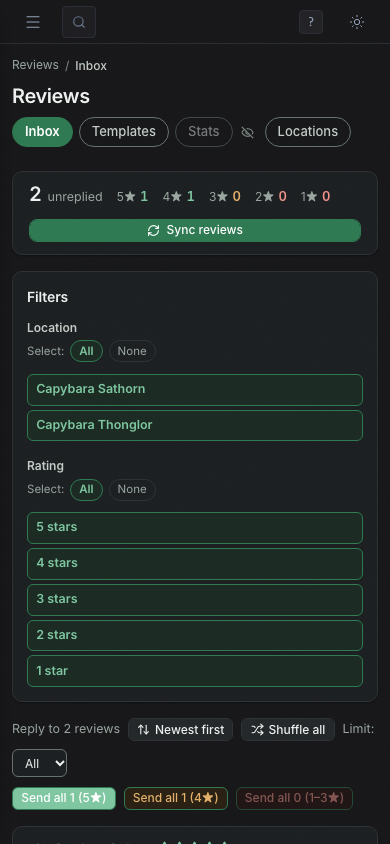 ?
Reviews / Inbox
Reviews
Inbox Templates Stats Locations
2 unreplied 5★ 1 4★ 1 3★ 0 2★ 0 1★ 0
Sync reviews
Filters
Location
Select: All None
Capybara Sathorn
Capybara Thonglor
Rating
Select: All None
5 stars
4 stars
3 stars
2 stars
1 star
Reply to 2 reviews Newest first Shuffle all Limit:
All
Send all 1 (5★) Send all 1 (4★) Send all 0 (1–3★)